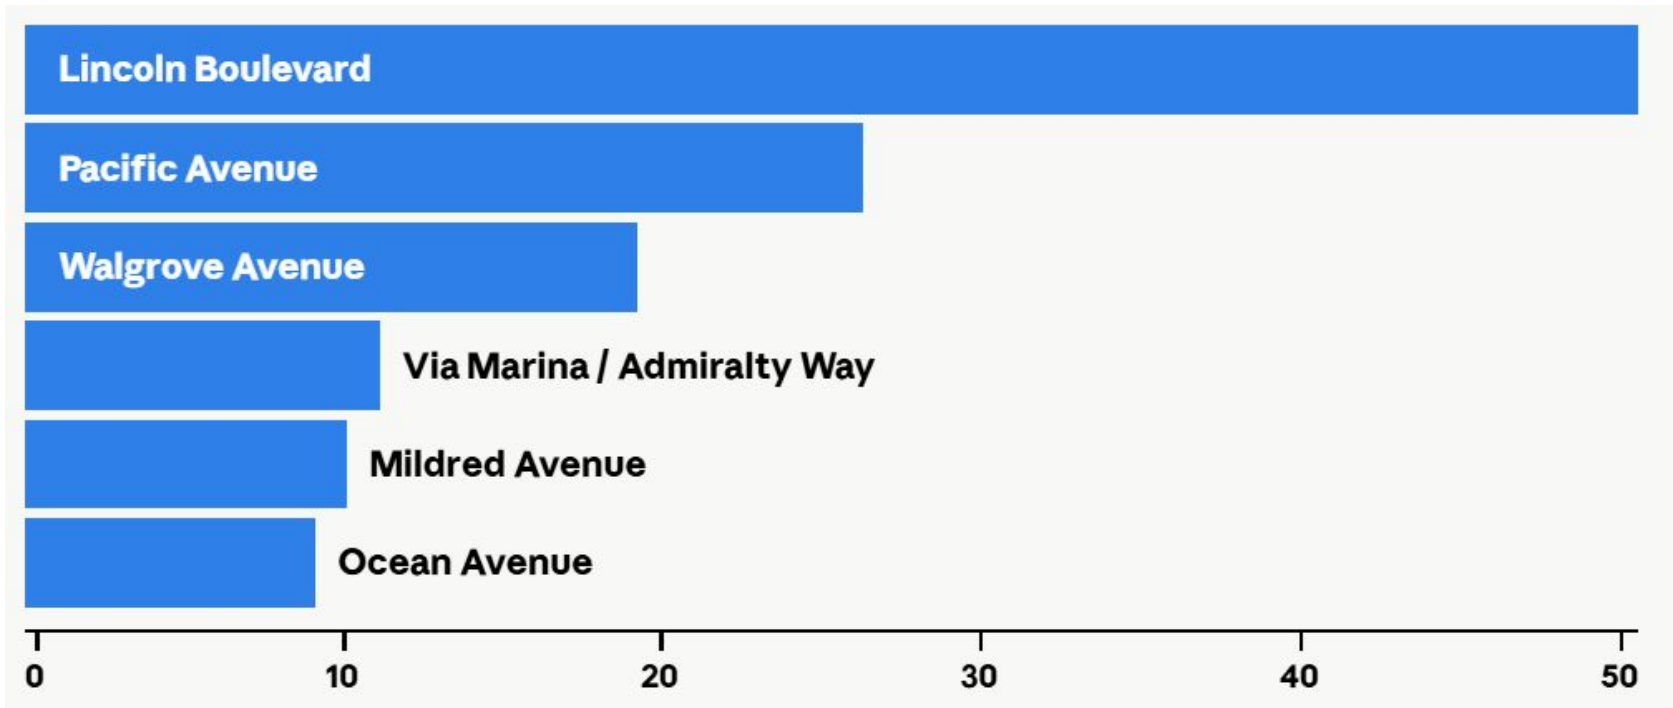 Lincoln Boulevard
Pacific Avenue
Walgrove Avenue
Via Marina / Admiralty Way
Mildred Avenue
Ocean Avenue
0 10 20 30 40 50